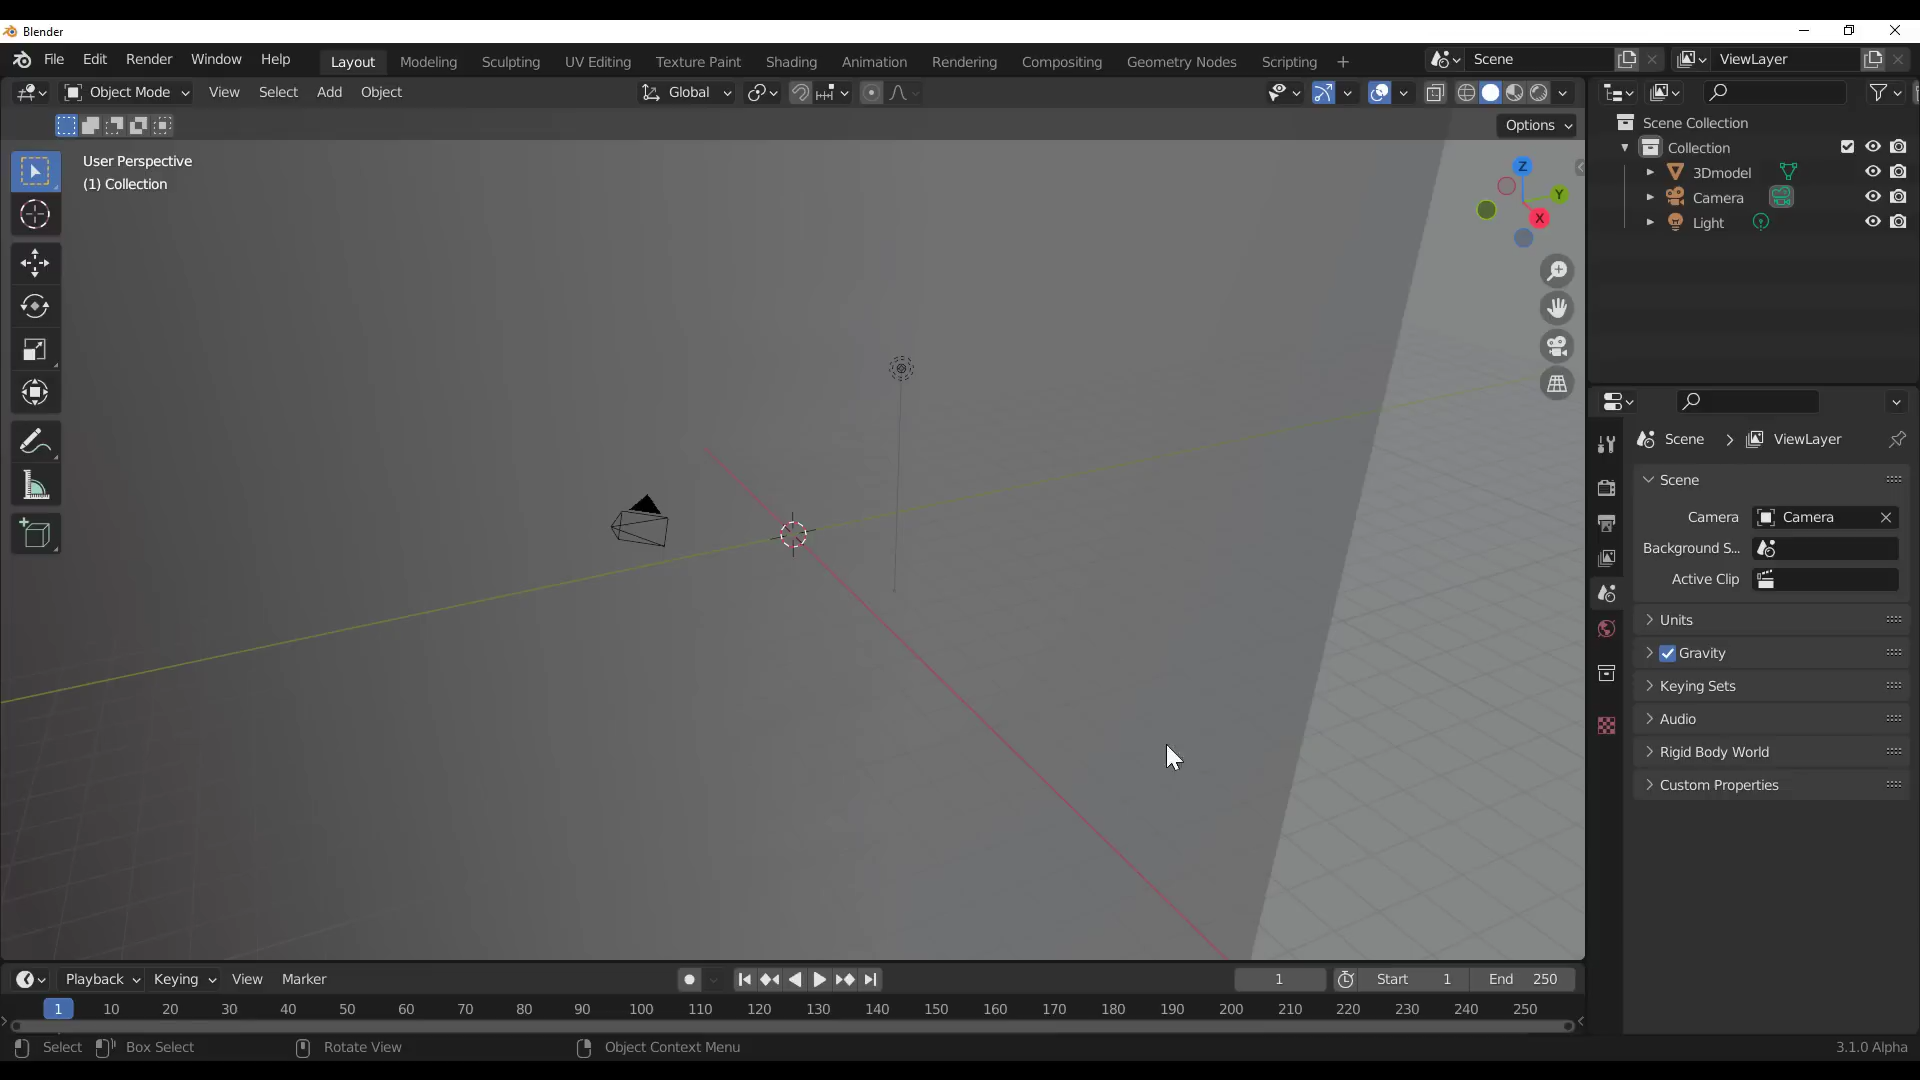 Blender
File Edit Render Window Help Layout Modeling Sculpting UV Editing Texture Paint Shading Animation Rendering Compositing Geometry Nodes Scripting + Scene ViewLayer
Object Mode View Select Add Object Global
Options
User Perspective
(1) Collection
Z
Y
X
Scene Collection
Collection
3Dmodel
Camera
Light
Scene > ViewLayer
Scene
Camera Camera
Background S...
Active Clip
Units
Gravity
Keying Sets
Audio
Rigid Body World
Custom Properties
Playback Keying View Marker 1 Start 1 End 250
1 10 20 30 40 50 60 70 80 90 100 110 120 130 140 150 160 170 180 190 200 210 220 230 240 250
Select Box Select Rotate View Object Context Menu 3.1.0 Alpha